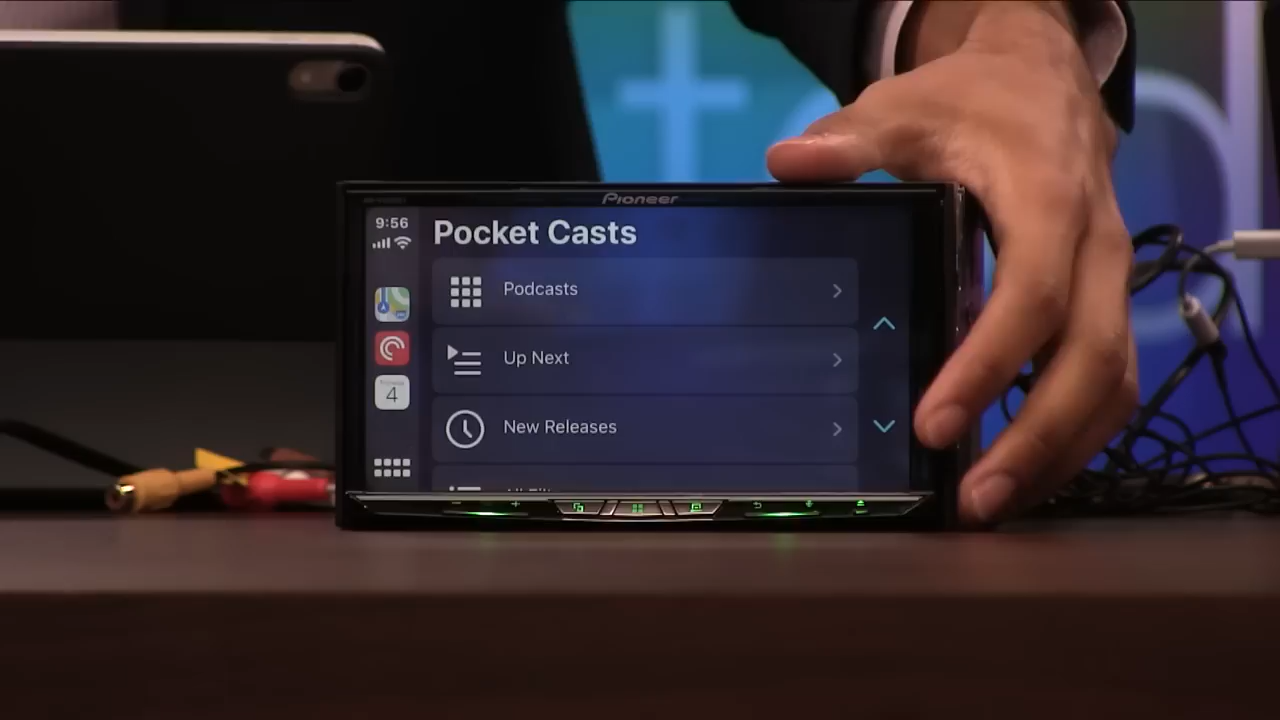 Pioneer
9:56
Pocket Casts
Podcasts
Up Next
4
New Releases